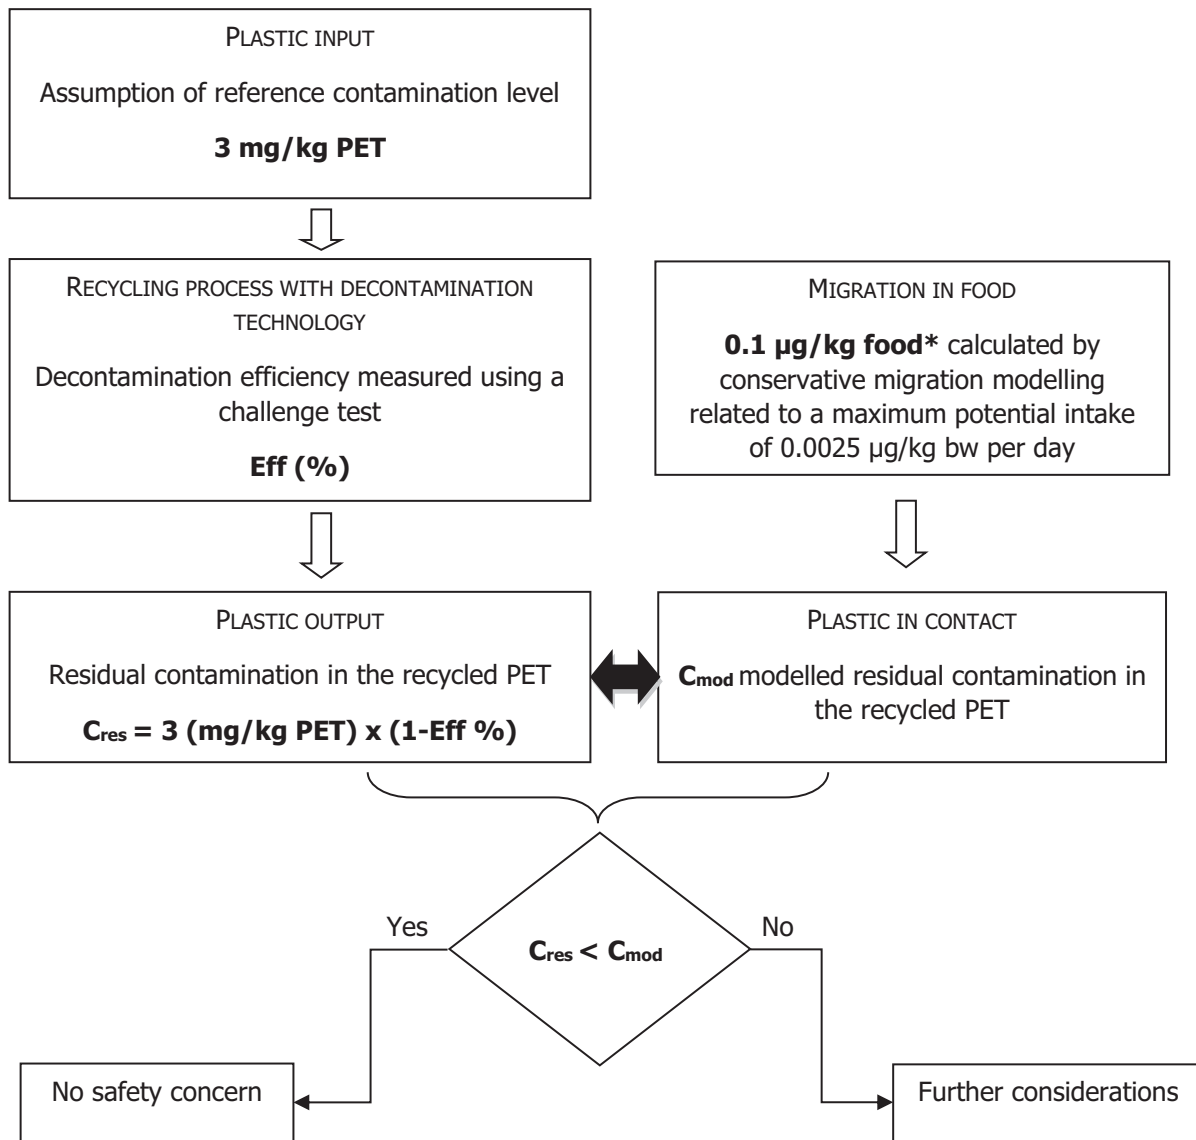 PLASTIC INPUT
Assumption of reference contamination level
3 mg/kg PET
RECYCLING PROCESS WITH DECONTAMINATION
TECHNOLOGY
Decontamination efficiency measured using a
challenge test
Eff (%)
MIGRATION IN FOOD
0.1 µg/kg food* calculated by
conservative migration modelling
related to a maximum potential intake
of 0.0025 µg/kg bw per day
PLASTIC OUTPUT
Residual contamination in the recycled PET
Cres = 3 (mg/kg PET) x (1-Eff %)
PLASTIC IN CONTACT
Cmod modelled residual contamination in
the recycled PET
Yes
No
Cres < Cmod
No safety concern
Further considerations